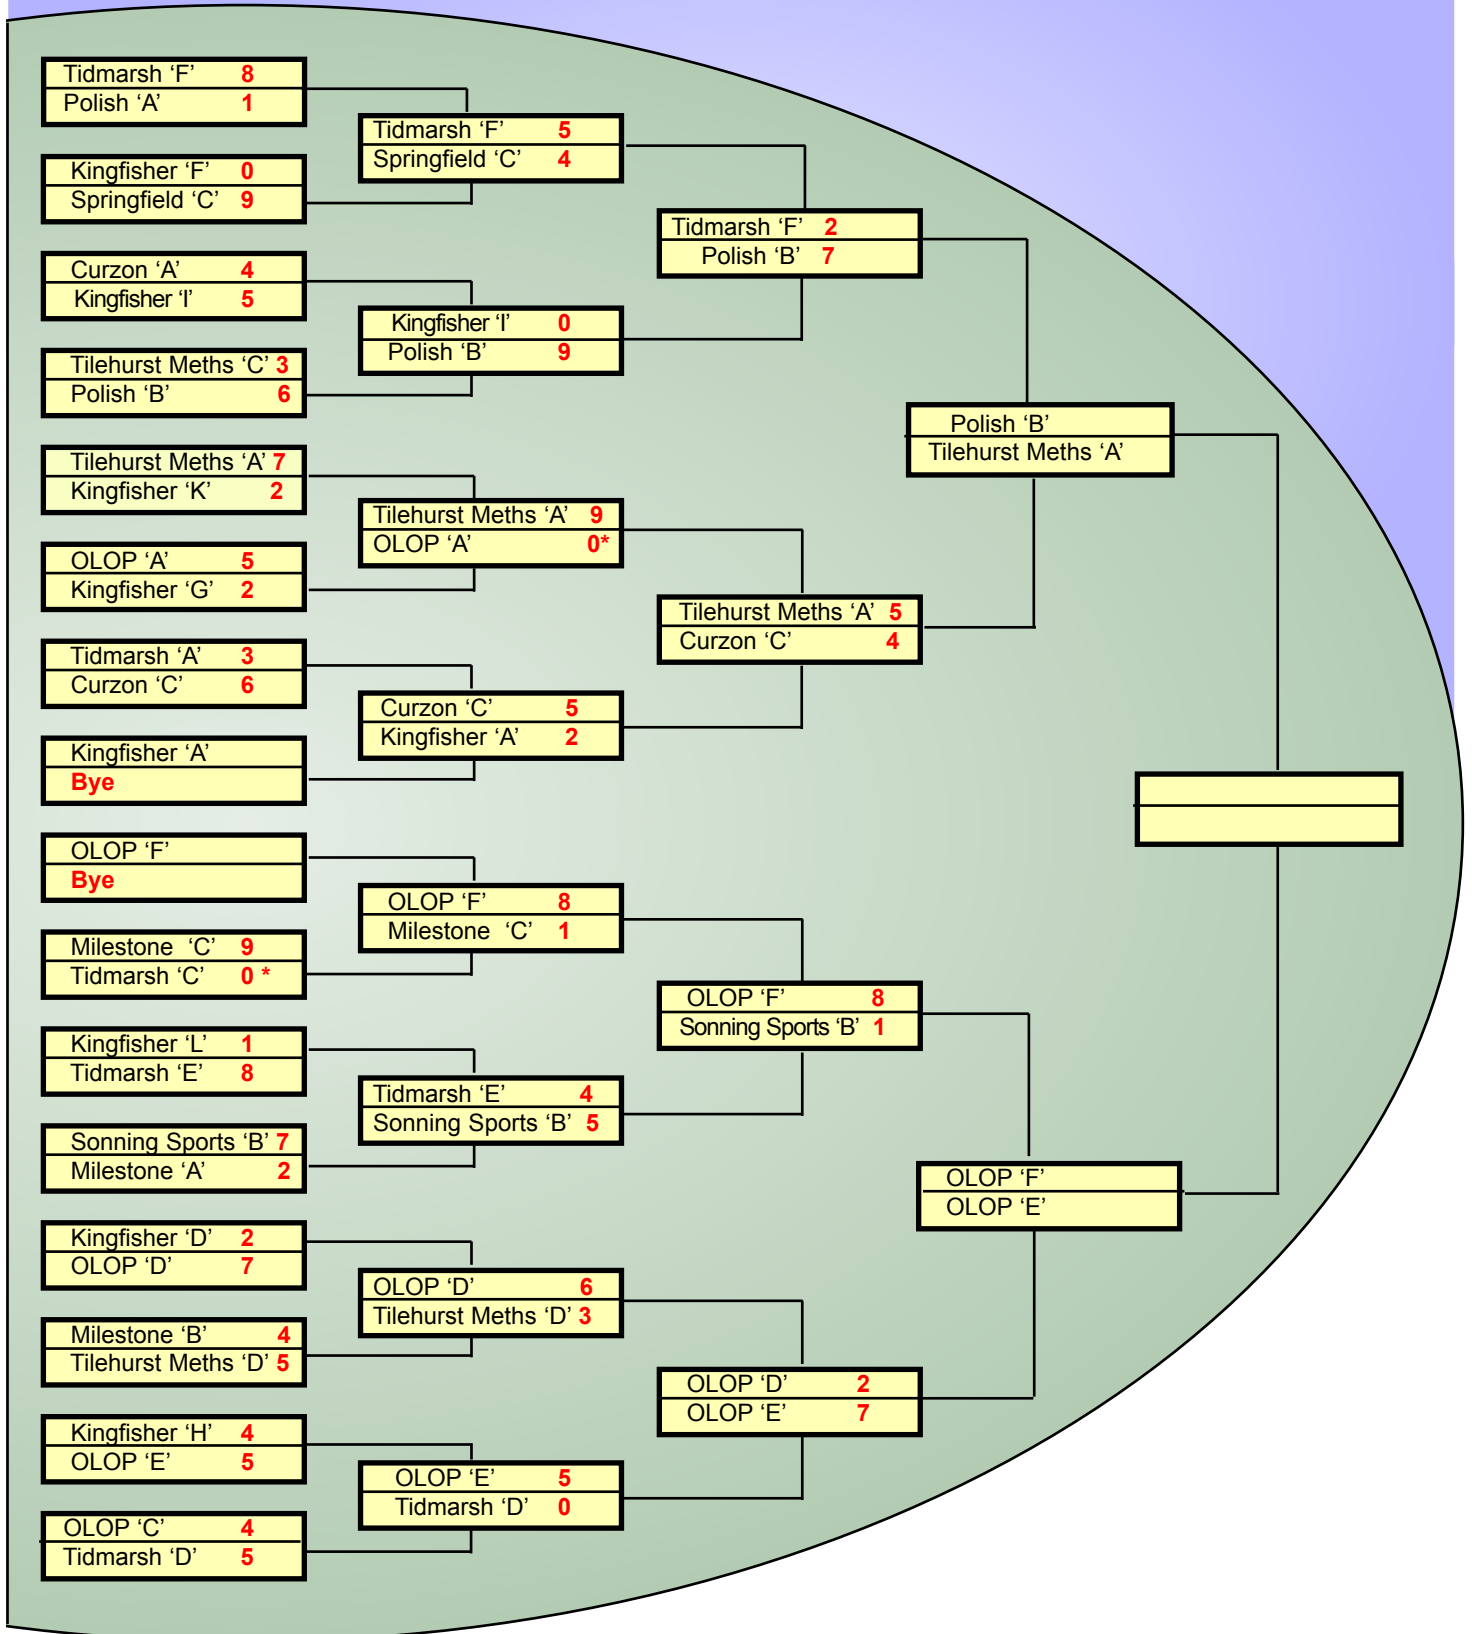 Tidmarsh ‘F’ 8
Polish ‘A’ 1
Kingfisher ‘F’ 0
Springfield ‘C’ 9
Curzon ‘A’ 4
Kingfisher ‘I’ 5
Tilehurst Meths ‘C’ 3
Polish ‘B’ 6
Tilehurst Meths ‘A’ 7
Kingfisher ‘K’ 2
OLOP ‘A’ 5
Kingfisher ‘G’ 2
Tidmarsh ‘A’ 3
Curzon ‘C’ 6
Kingfisher ‘A’
Bye
OLOP ‘F’
Bye
Milestone ‘C’ 9
Tidmarsh ‘C’ 0 *
Kingfisher ‘L’ 1
Tidmarsh ‘E’ 8
Sonning Sports ‘B’ 7
Milestone ‘A’ 2
Kingfisher ‘D’ 2
OLOP ‘D’ 7
Milestone ‘B’ 4
Tilehurst Meths ‘D’ 5
Kingfisher ‘H’ 4
OLOP ‘E’ 5
OLOP ‘C’ 4
Tidmarsh ‘D’ 5
Tidmarsh ‘F’ 5
Springfield ‘C’ 4
Kingfisher ‘I’ 0
Polish ‘B’ 9
Tilehurst Meths ‘A’ 9
OLOP ‘A’ 0*
Curzon ‘C’ 5
Kingfisher ‘A’ 2
OLOP ‘F’ 8
Milestone ‘C’ 1
Tidmarsh ‘E’ 4
Sonning Sports ‘B’ 5
OLOP ‘D’ 6
Tilehurst Meths ‘D’ 3
OLOP ‘E’ 5
Tidmarsh ‘D’ 0
Tidmarsh ‘F’ 2
Polish ‘B’ 7
Tilehurst Meths ‘A’ 5
Curzon ‘C’ 4
OLOP ‘F’ 8
Sonning Sports ‘B’ 1
OLOP ‘D’ 2
OLOP ‘E’ 7
Polish ‘B’
Tilehurst Meths ‘A’
OLOP ‘F’
OLOP ‘E’